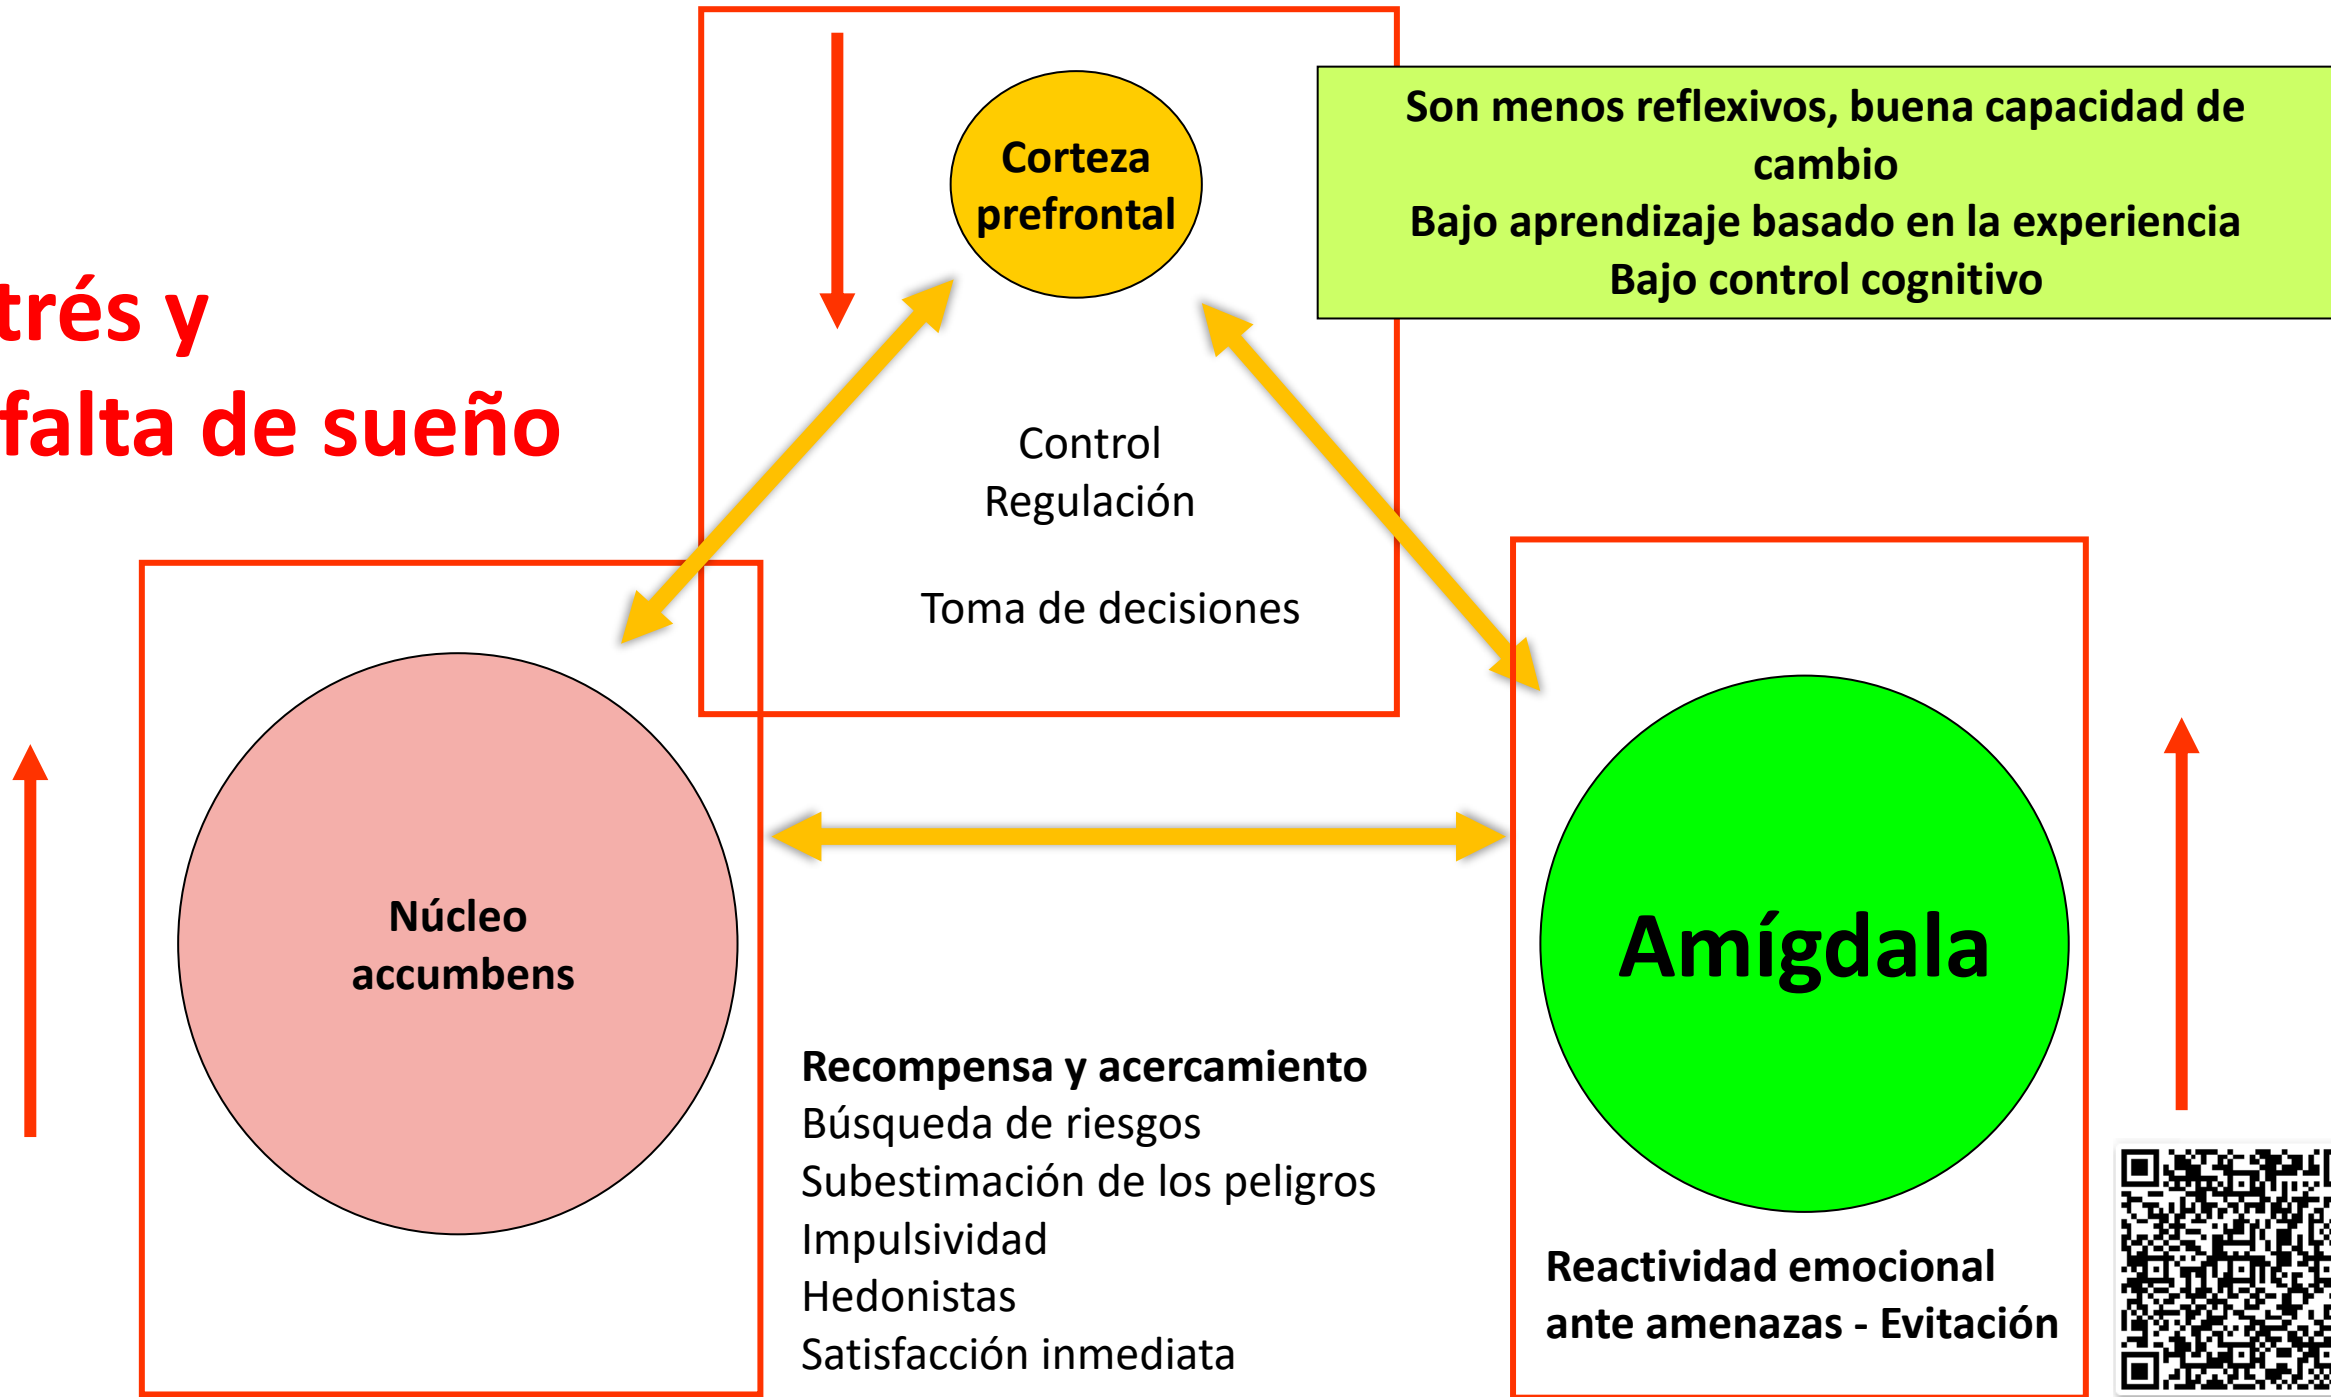 Corteza
prefrontal
Son menos reflexivos, buena capacidad de
cambio
Bajo aprendizaje basado en la experiencia
Bajo control cognitivo
trés y
falta de sueño
Control
Regulación
Toma de decisiones
Núcleo
accumbens
Amígdala
Recompensa y acercamiento
Búsqueda de riesgos
Subestimación de los peligros
Impulsividad
Hedonistas
Satisfacción inmediata
Reactividad emocional
ante amenazas - Evitación